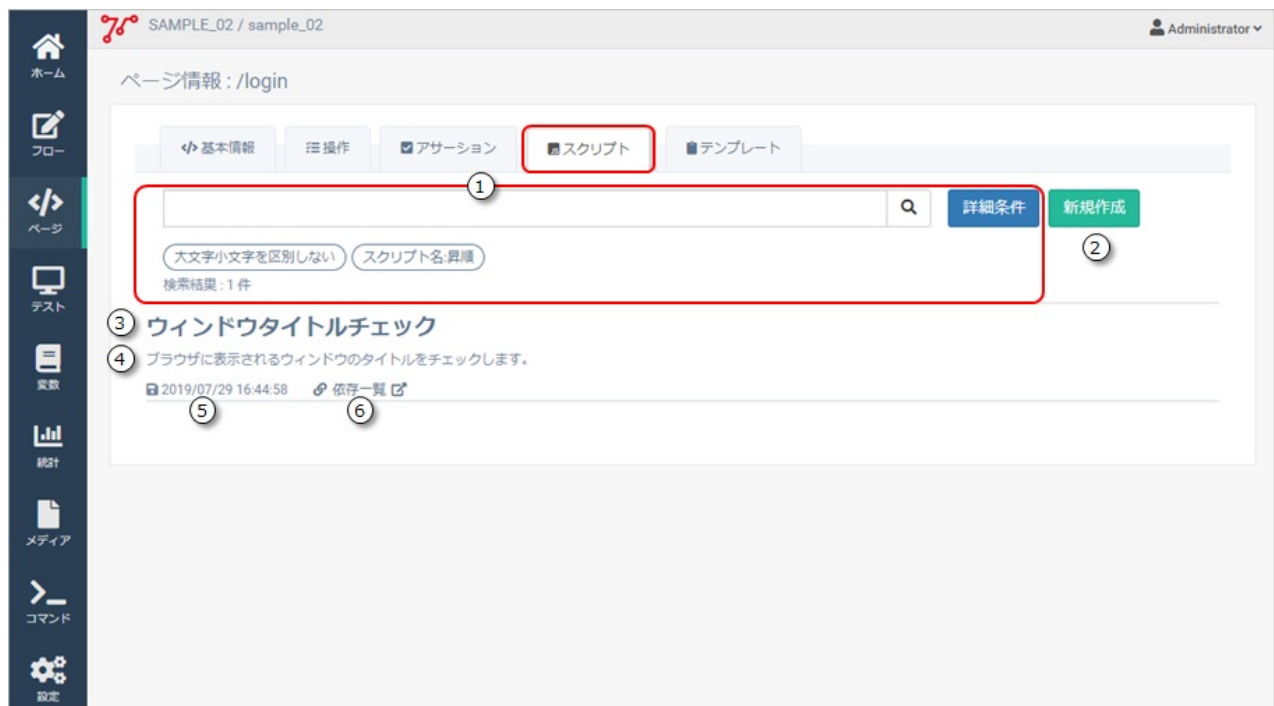 SAMPLE_02 / sample_02
Administrator
ホーム
フロー
ページ
テスト
変数
統計
メディア
コマンド
設定
ページ情報 : /login
基本情報
操作
アサーション
スクリプト
テンプレート
①
詳細条件
新規作成
②
大文字小文字を区別しない
スクリプト名:昇順
検索結果 : 1 件
③ ウィンドウタイトルチェック
④ ブラウザに表示されるウィンドウのタイトルをチェックします。
2019/07/29 16:44:58 依存一覧
⑤ ⑥